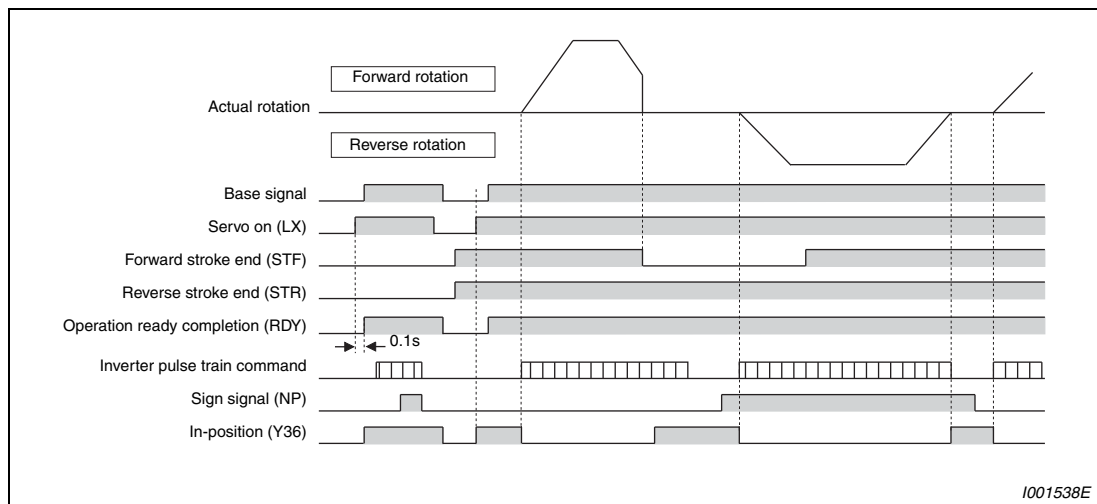 Forward rotation
Actual rotation
Reverse rotation
Base signal
Servo on (LX)
Forward stroke end (STF)
Reverse stroke end (STR)
Operation ready completion (RDY)
0.1s
Inverter pulse train command
Sign signal (NP)
In-position (Y36)
I001538E